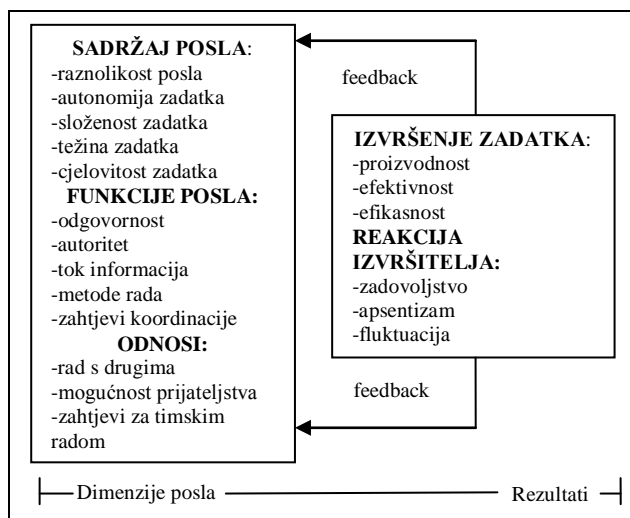 SADRŽAJ POSLA:
-raznolikost posla
-autonomija zadatka
-složenost zadatka
-težina zadatka
-cjelovitost zadatka
FUNKCIJE POSLA:
-odgovornost
-autoritet
-tok informacija
-metode rada
-zahtjevi koordinacije
ODNOSI:
-rad s drugima
-mogućnost prijateljstva
-zahtjevi za timskim
radom
feedback
IZVRŠENJE ZADATKA:
-proizvodnost
-efektivnost
-efikasnost
REAKCIJA
IZVRŠITELJA:
-zadovoljstvo
-apsentizam
-fluktuacija
feedback
Dimenzije posla
Rezultati